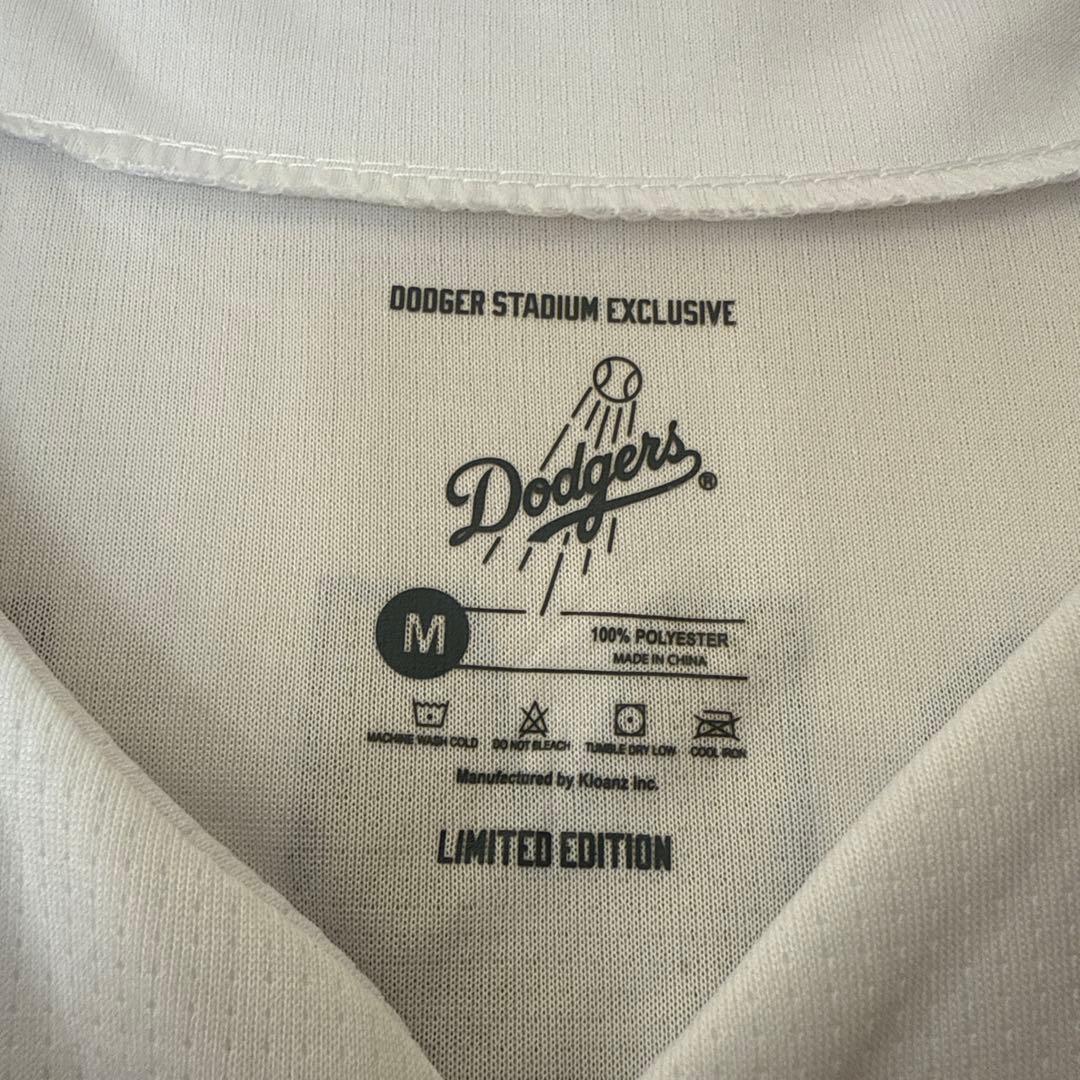 DODGER STADIUM EXCLUSIVE
Dodgers®
M
100% POLYESTER
MADE IN CHINA
MACHINE WASH COLD DO NOT BLEACH TUMBLE DRY LOW COOL IRON
Manufactured by Kloanz Inc.
LIMITED EDITION